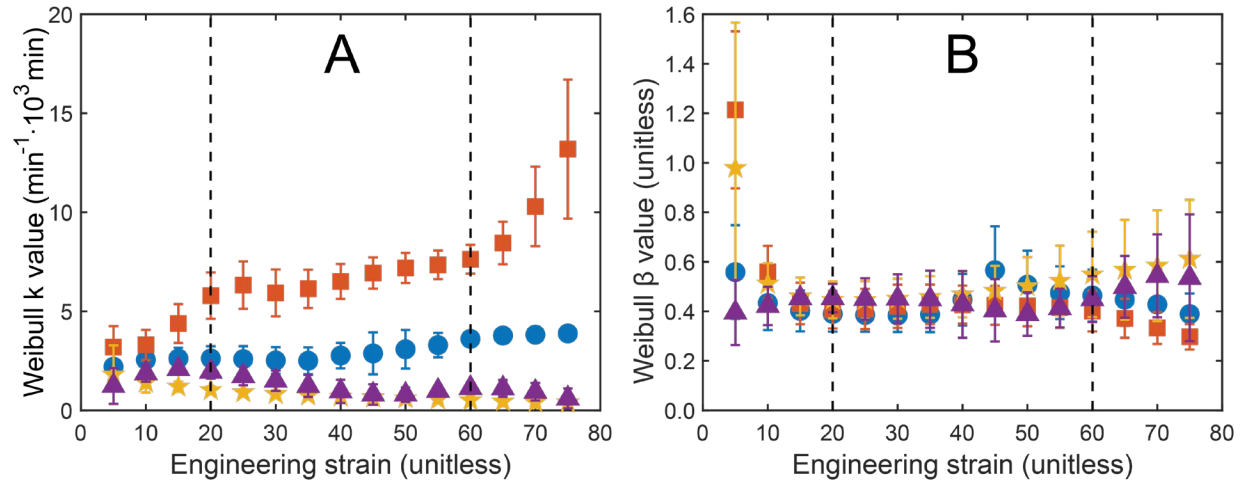 A
Weibull k value (min⁻¹·10³ min)
20
15
10
5
0
0 10 20 30 40 50 60 70 80
Engineering strain (unitless)
B
Weibull β value (unitless)
1.6
1.4
1.2
1.0
0.8
0.6
0.4
0.2
0.0
0 10 20 30 40 50 60 70 80
Engineering strain (unitless)